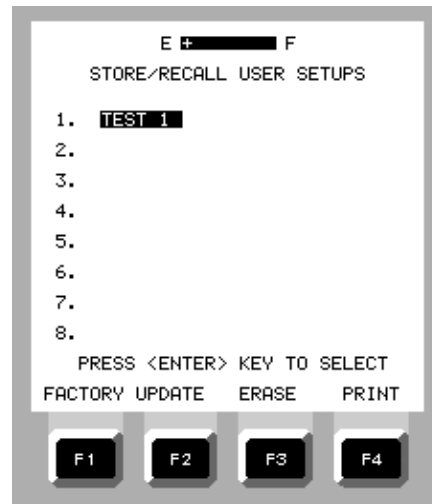 E + F
STORE/RECALL USER SETUPS
1. TEST 1
2.
3.
4.
5.
6.
7.
8.
PRESS <ENTER> KEY TO SELECT
FACTORY UPDATE ERASE PRINT
F1 F2 F3 F4